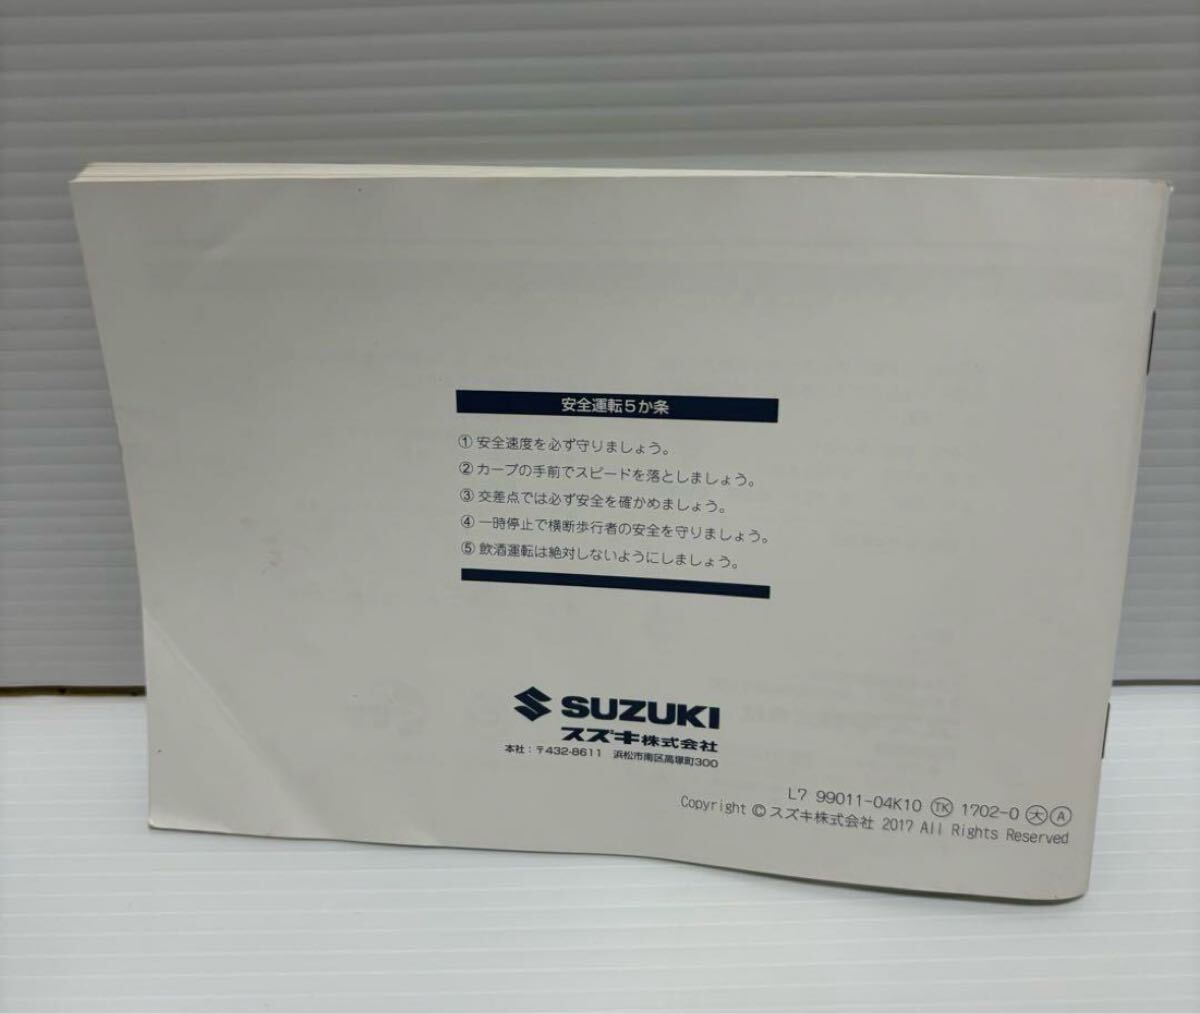 安全運転5か条
① 安全速度を必ず守りましょう。
② カーブの手前でスピードを落としましょう。
③ 交差点では必ず安全を確かめましょう。
④ 一時停止で横断歩行者の安全を守りましょう。
⑤ 飲酒運転は絶対しないようにしましょう。
SUZUKI
スズキ株式会社
本社：〒432-8611 浜松市南区高塚町300
L7 99011-04K10 TK 1702-0 大 A
Copyright © スズキ株式会社 2017 All Rights Reserved